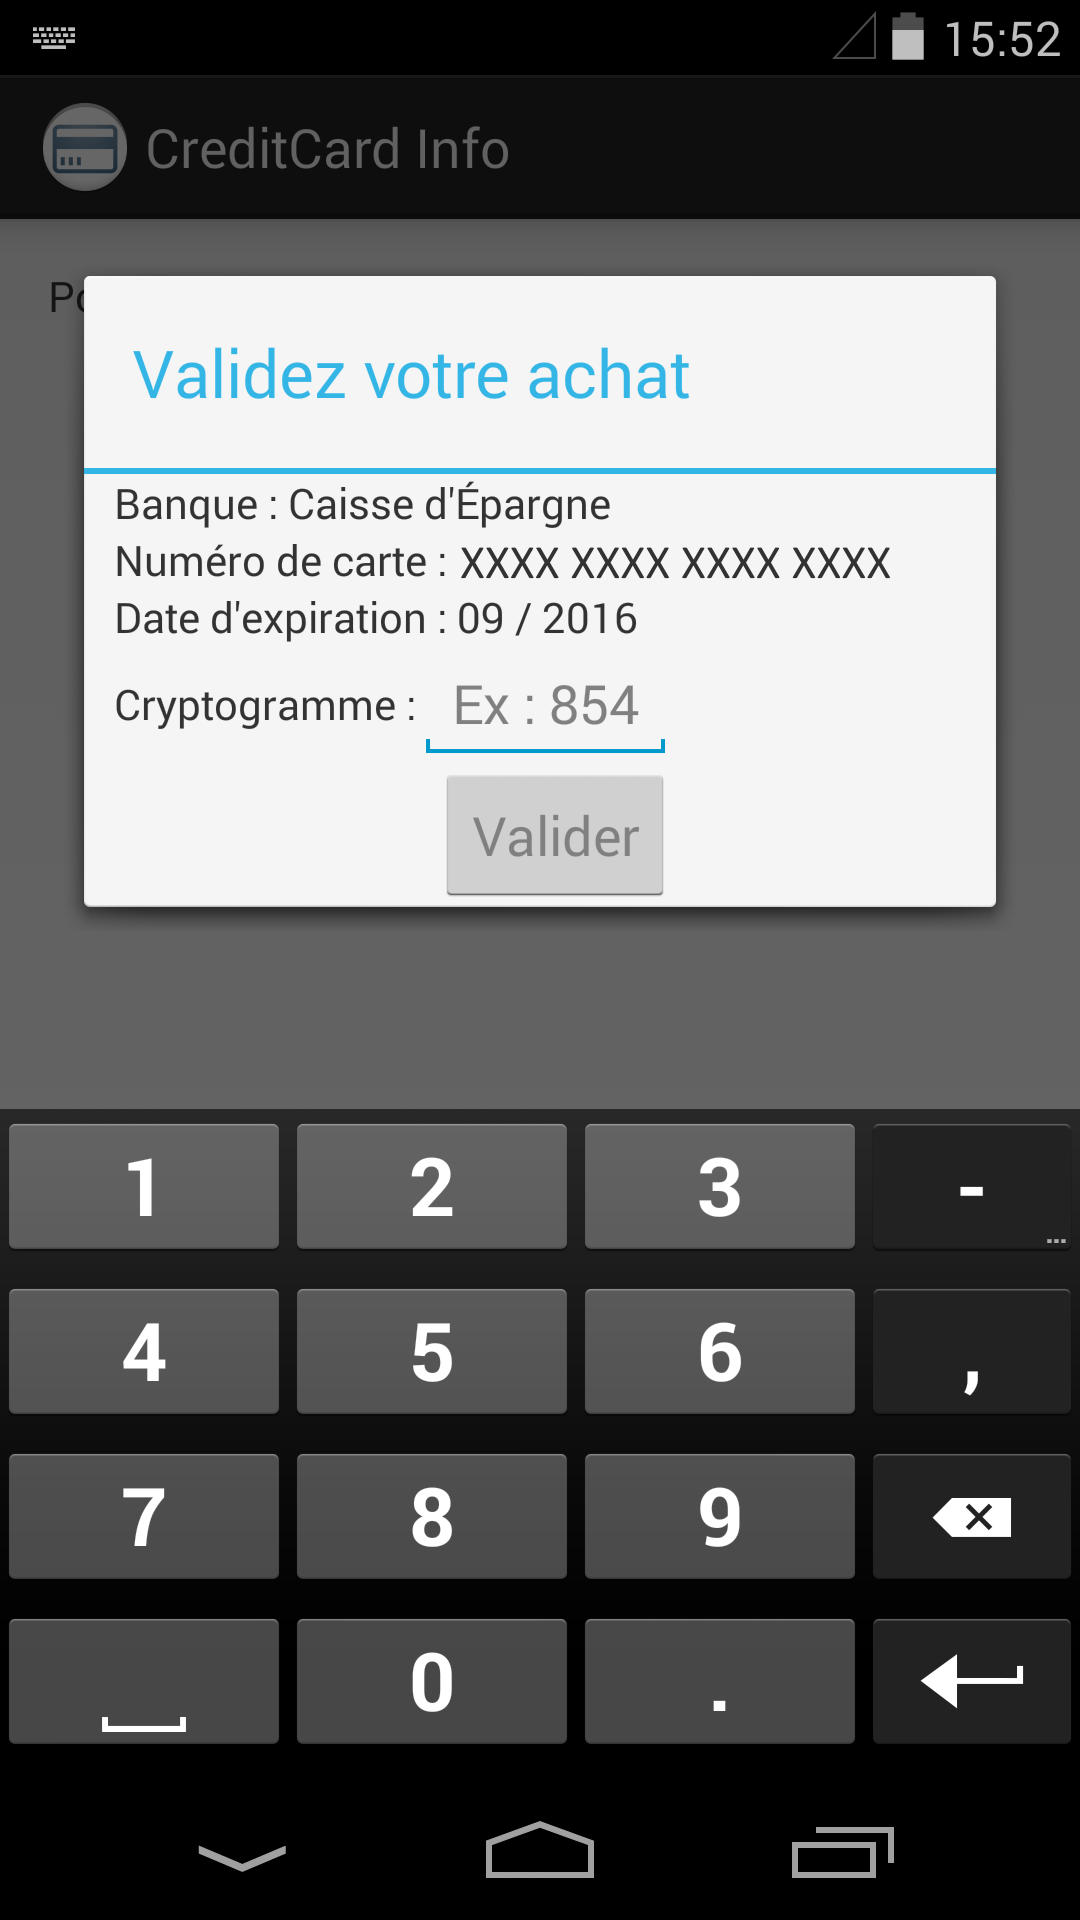 15:52
CreditCard Info
Po
Validez votre achat
Banque : Caisse d'Épargne
Numéro de carte : XXXX XXXX XXXX XXXX
Date d'expiration : 09 / 2016
Cryptogramme : Ex : 854
Valider
1 2 3 - ...
4 5 6 ,
7 8 9
0 .